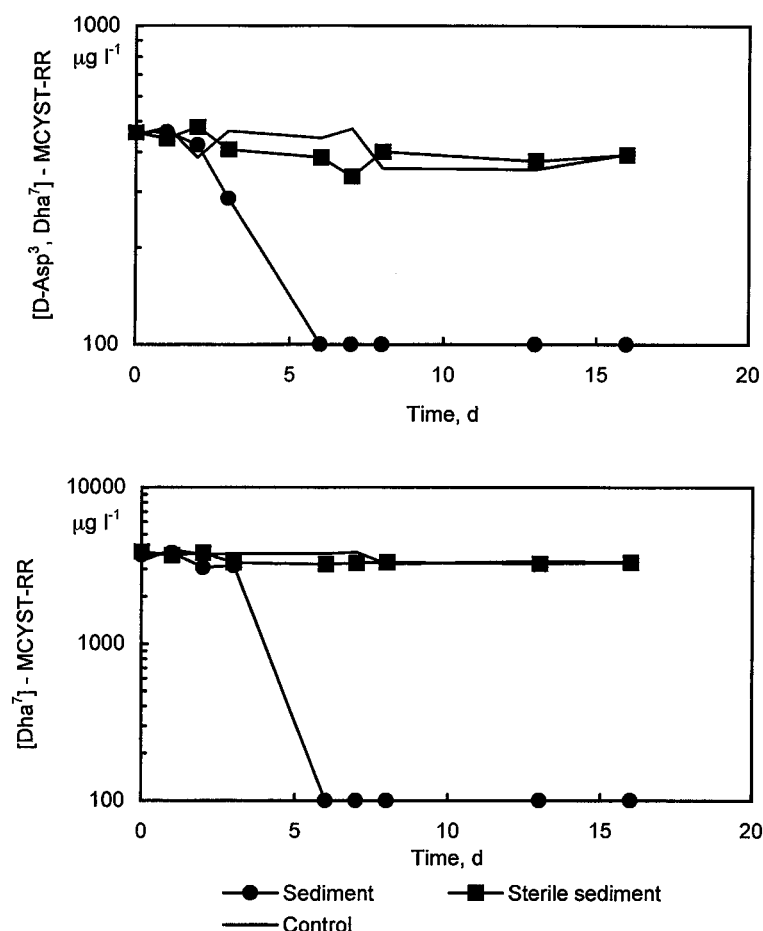 1000
µg l⁻¹
[D-Asp³, Dha⁷] - MCYST-RR
100
0 5 10 15 20
Time, d
10000
µg l⁻¹
[Dha⁷] - MCYST-RR
1000
100
0 5 10 15 20
Time, d
Sediment Sterile sediment
Control